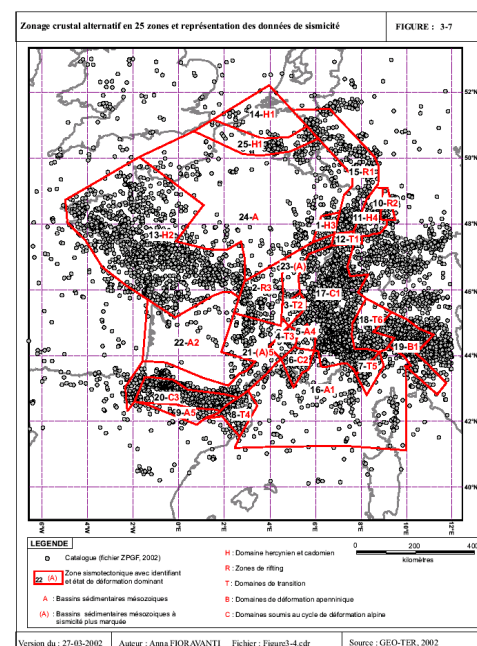 Zonage crustal alternatif en 25 zones et représentation des données de sismicité
FIGURE : 3-7
52°N
14-H1
25-H1
50°N
15-R1
10-R2
24-A
11-H4
1-H3
48°N
13-H2
12-T1
23-(A)
2-R3
17-C1
46°N
3-T2
18-T6
22-A2
4-T3
5-A4
19-B1
21-(A)5
44°N
6-C2
7-T5
16-A1
20-C3
9-A5
8-T4
42°N
40°N
6°W
4°W
2°W
0°E
2°E
4°E
6°E
8°E
10°E
12°E
LEGENDE
Catalogue (fichier ZPGF, 2002)
22 (A) Zone sismotectonique avec identifiant
et état de déformation dominant
A : Bassins sédimentaires mésozoïques
(A) : Bassins sédimentaires mésozoïques à
sismicité plus marquée
H : Domaine hercynien et cadomien
R : Zones de rifting
T : Domaines de transition
B : Domaines de déformation apenninique
C : Domaines soumis au cycle de déformation alpine
0 200 400
kilomètres
Version du : 27-03-2002
Auteur : Anna FIORAVANTI
Fichier : Figure3-4.cdr
Source : GEO-TER, 2002